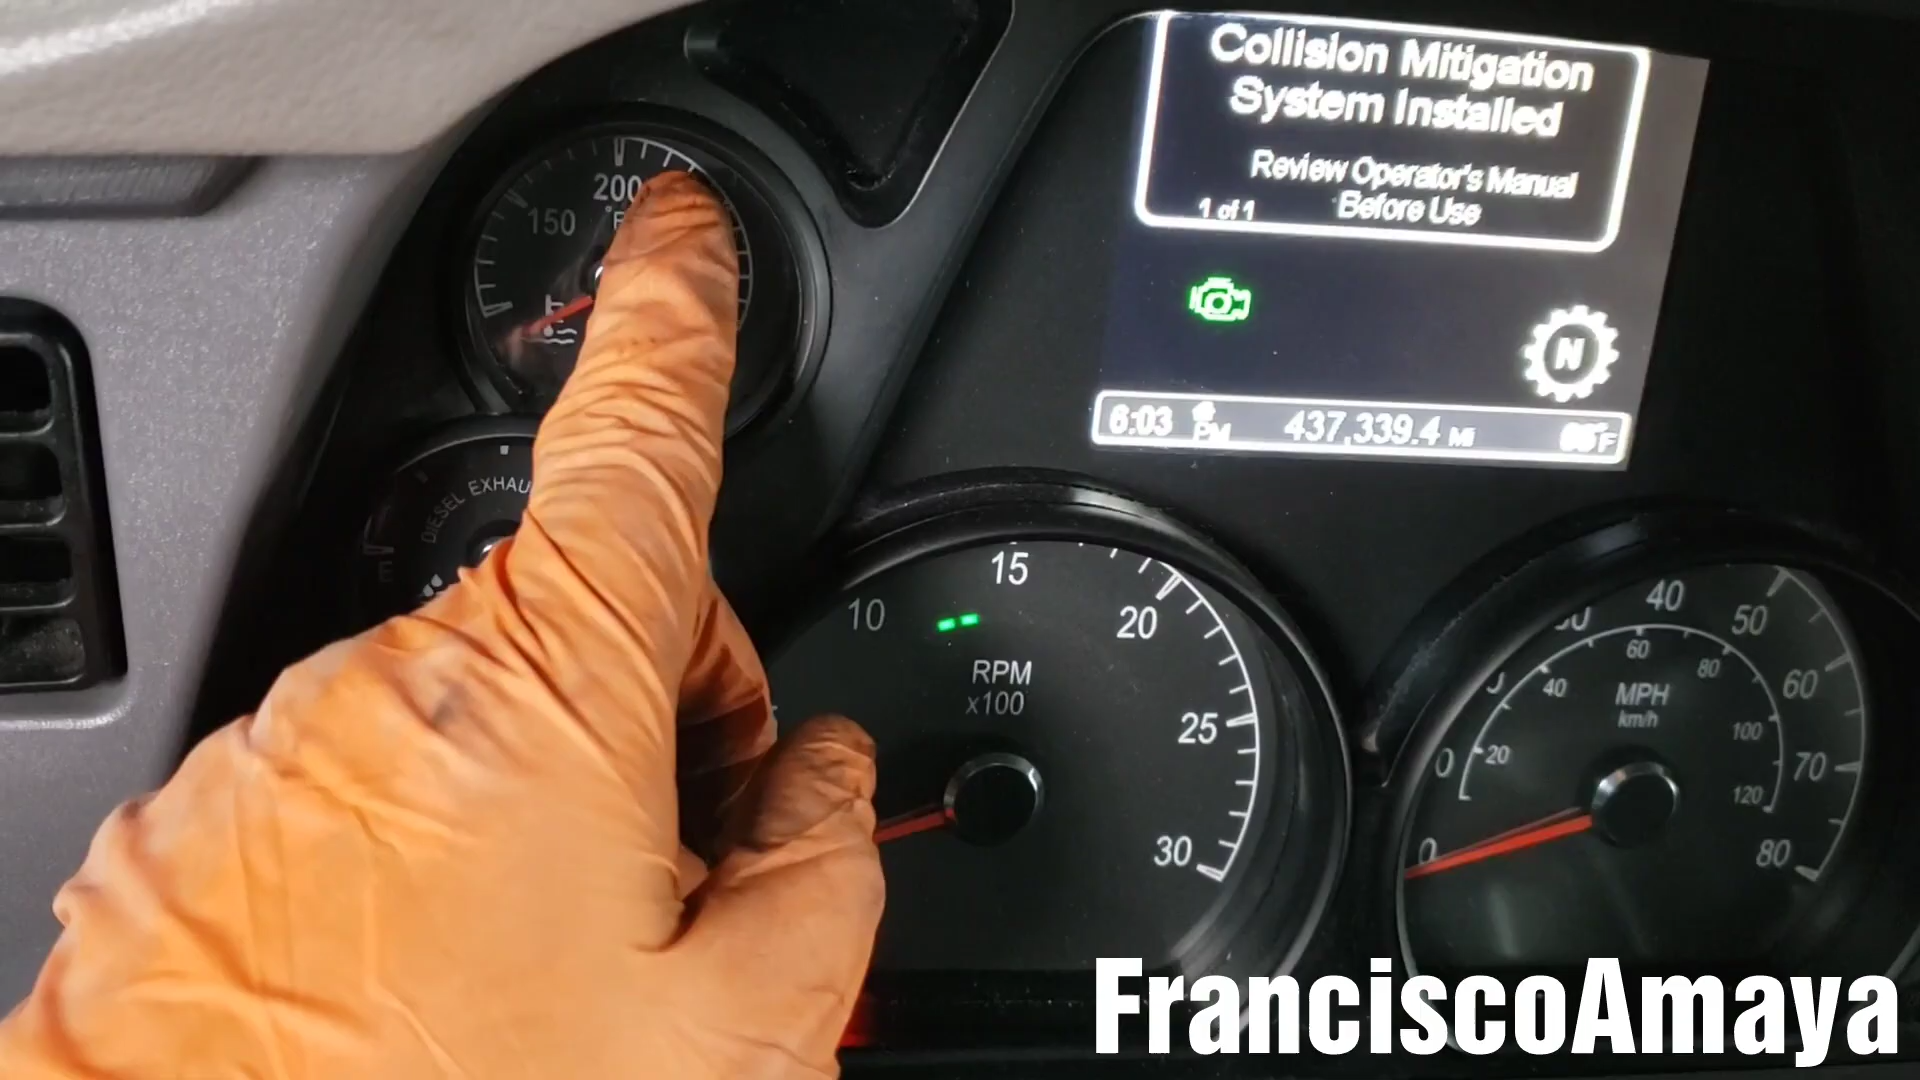 Collision Mitigation
System Installed
Review Operator's Manual
Before Use
1 of 1
N
6:03 PM 437,339.4 MI
°F
200
150
DIESEL EXHAU
E
10
15
20
25
30
RPM
x100
40
50
60
70
80
0
20
40
60
80
100
120
MPH
km/h
FranciscoAmaya